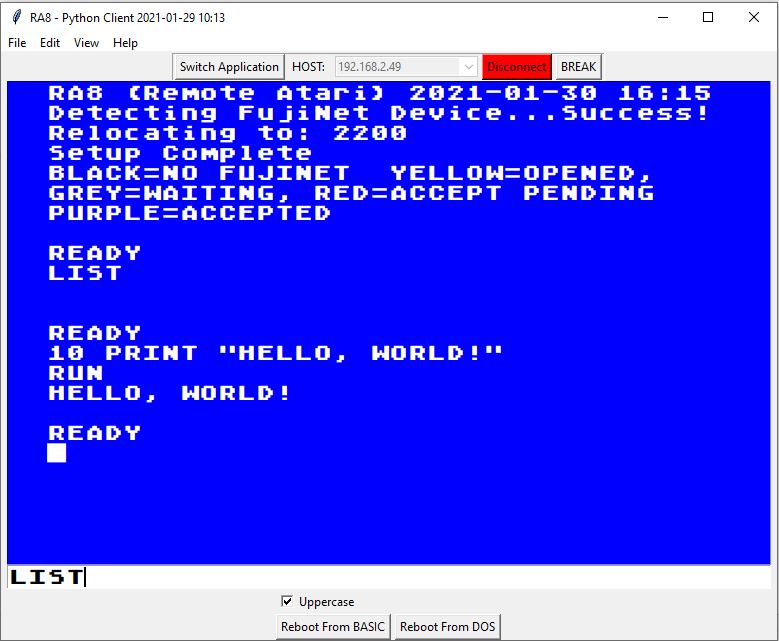 RA8 - Python Client 2021-01-29 10:13
File Edit View Help
Switch Application HOST: 192.168.2.49 Disconnect BREAK
RA8 (Remote Atari) 2021-01-30 16:15
Detecting FujiNet Device...Success!
Relocating to: 2200
Setup Complete
BLACK=NO FUJINET  YELLOW=OPENED,
GREY=WAITING, RED=ACCEPT PENDING
PURPLE=ACCEPTED
READY
LIST
READY
10 PRINT "HELLO, WORLD!"
RUN
HELLO, WORLD!
READY
LIST
Uppercase
Reboot From BASIC Reboot From DOS